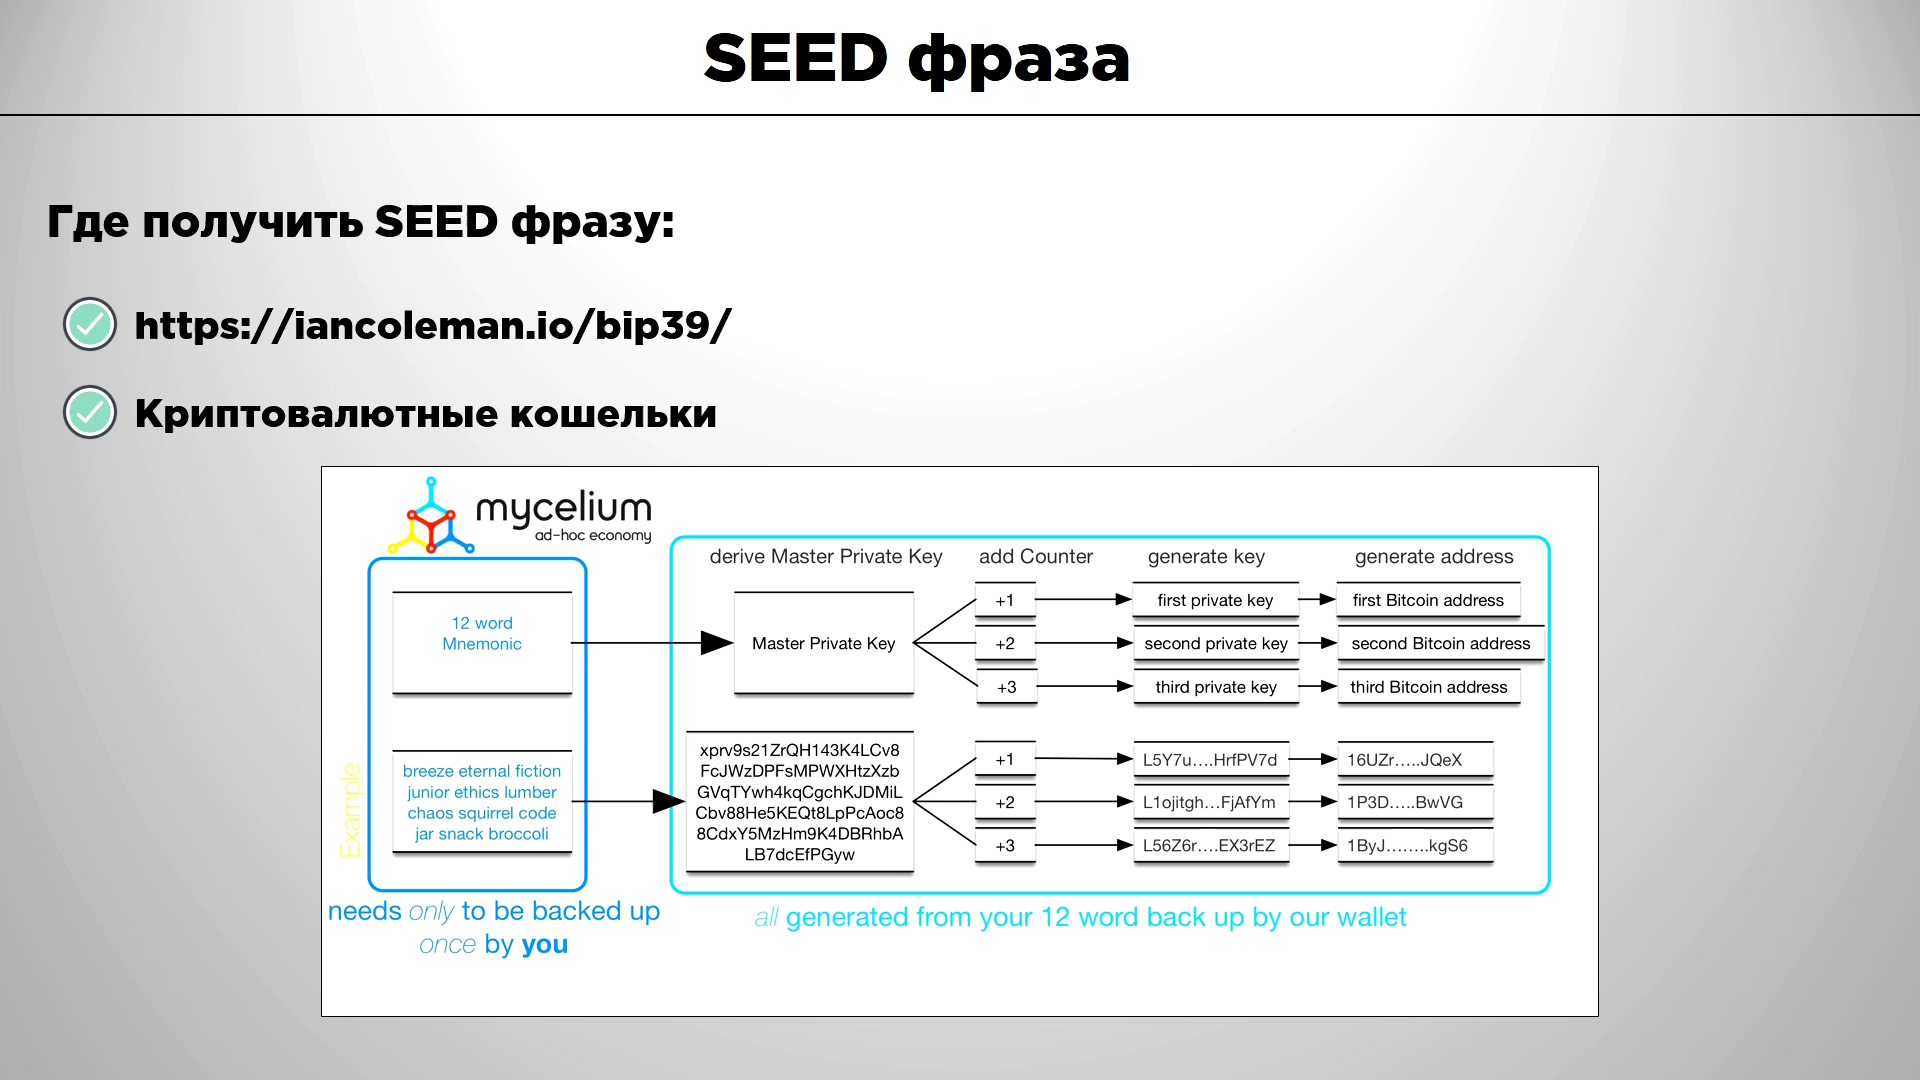 SEED фраза
Где получить SEED фразу:
https://iancoleman.io/bip39/
Криптовалютные кошельки
mycelium
ad-hoc economy
derive Master Private Key
add Counter
generate key
generate address
12 word
Mnemonic
Master Private Key
+1
first private key
first Bitcoin address
+2
second private key
second Bitcoin address
+3
third private key
third Bitcoin address
Example
breeze eternal fiction
junior ethics lumber
chaos squirrel code
jar snack broccoli
xprv9s21ZrQH143K4LCv8
FcJWzDPFsMPWXHtzXzb
GVqTYwh4kqCgchKJDMiL
Cbv88He5KEQt8LpPcAoc8
8CdxY5MzHm9K4DBRhbA
LB7dcEfPGyw
+1
L5Y7u....HrfPV7d
16UZr.....JQeX
+2
L1ojitgh...FjAfYm
1P3D.....BwVG
+3
L56Z6r....EX3rEZ
1ByJ........kgS6
needs only to be backed up
once by you
all generated from your 12 word back up by our wallet